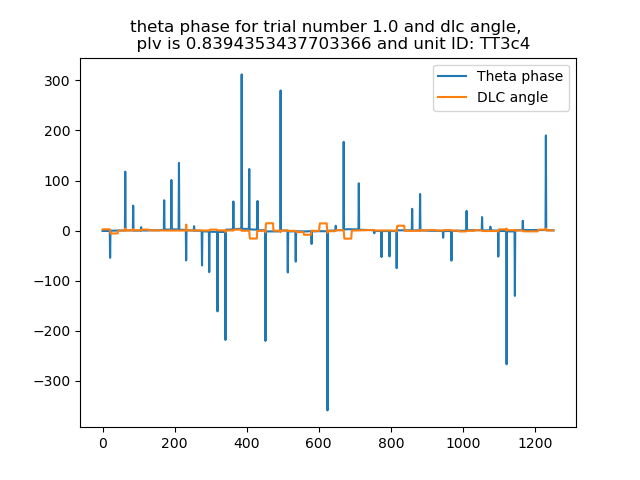 theta phase for trial number 1.0 and dlc angle,
plv is 0.8394353437703366 and unit ID: TT3c4
Theta phase
DLC angle
300
200
100
0
−100
−200
−300
0 200 400 600 800 1000 1200